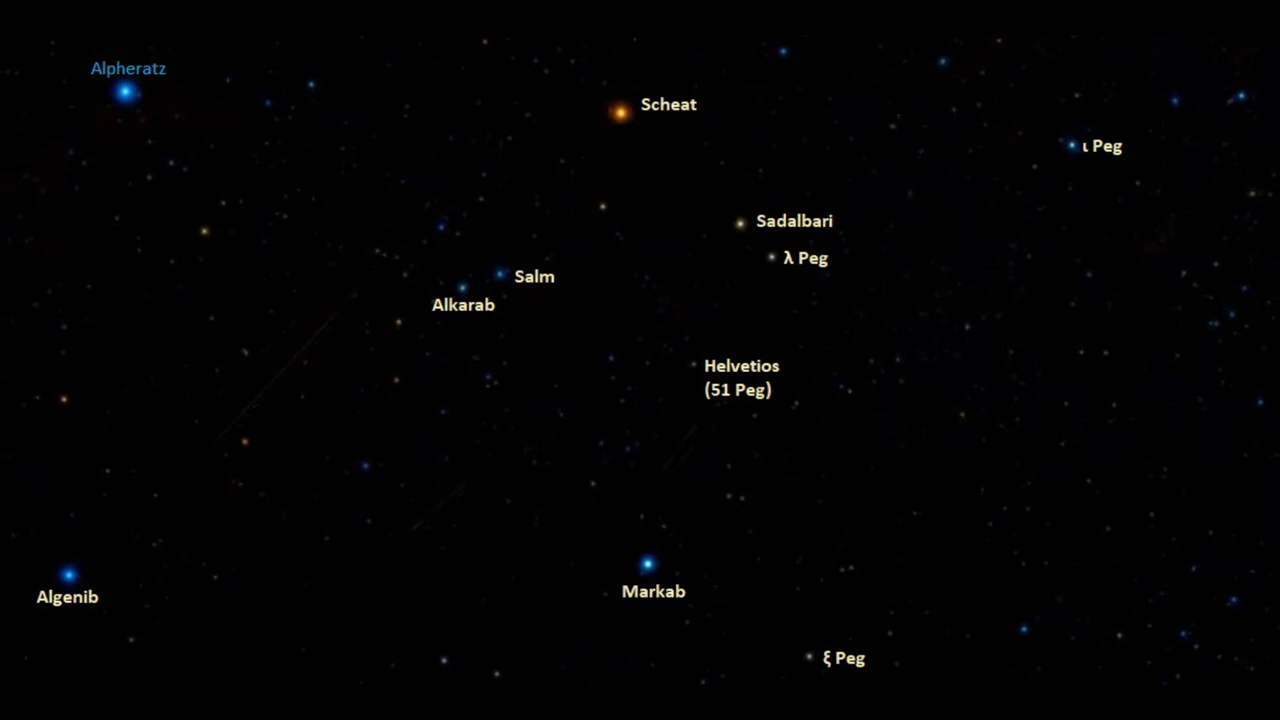 Alpheratz
Scheat
ι Peg
Sadalbari
λ Peg
Salm
Alkarab
Helvetios
(51 Peg)
Markab
Algenib
ξ Peg